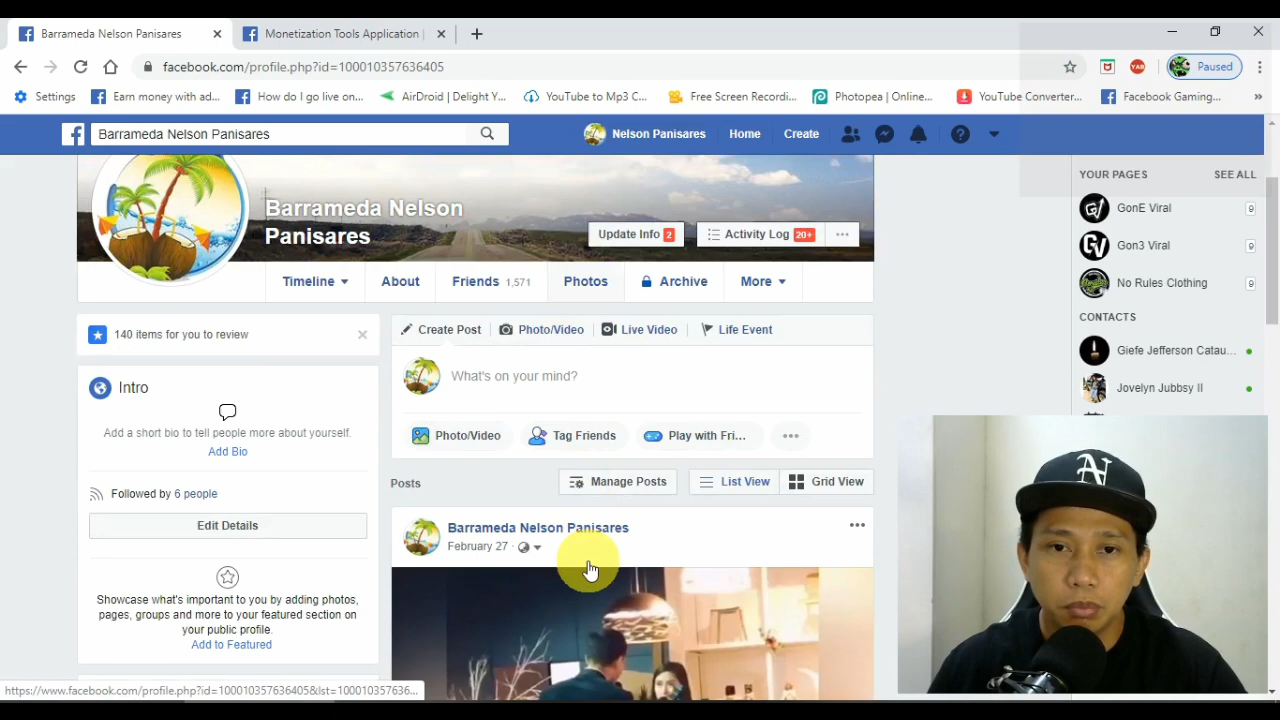 Barrameda Nelson Panisares
Monetization Tools Application |
facebook.com/profile.php?id=100010357636405
Paused
Settings
Earn money with ad...
How do I go live on...
AirDroid | Delight Y...
YouTube to Mp3 C...
Free Screen Recordi...
Photopea | Online...
YouTube Converter...
Facebook Gaming...
»
Barrameda Nelson Panisares
Nelson Panisares
Home
Create
Barrameda Nelson
Panisares
Update Info 2
Activity Log 20+
Timeline
About
Friends 1,571
Photos
Archive
More
140 items for you to review
Intro
Add a short bio to tell people more about yourself.
Add Bio
Followed by 6 people
Edit Details
Showcase what's important to you by adding photos,
pages, groups and more to your featured section on
your public profile.
Add to Featured
Create Post
Photo/Video
Live Video
Life Event
What's on your mind?
Photo/Video
Tag Friends
Play with Fri...
Posts
Manage Posts
List View
Grid View
Barrameda Nelson Panisares
February 27
YOUR PAGES
SEE ALL
GonE Viral
9
Gon3 Viral
9
No Rules Clothing
9
CONTACTS
Giefe Jefferson Catau...
Jovelyn Jubbsy II
https://www.facebook.com/profile.php?id=100010357636405&lst=100010357636...